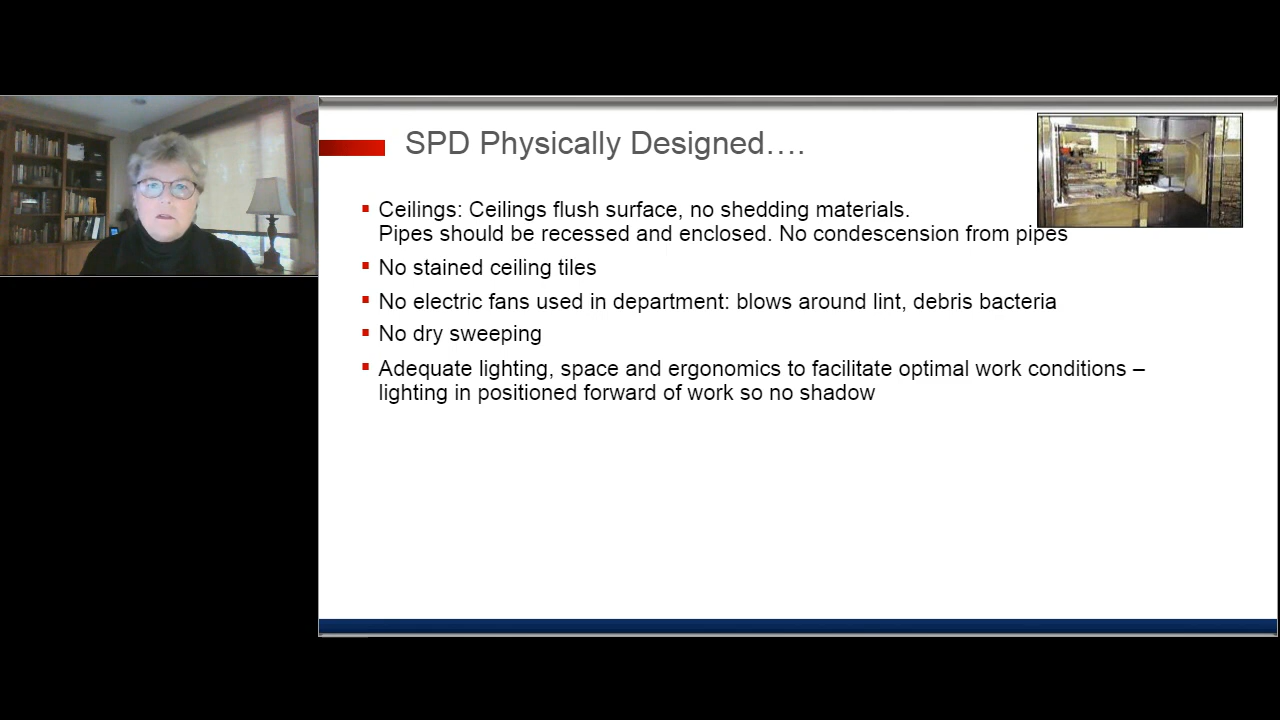 SPD Physically Designed….
Ceilings: Ceilings flush surface, no shedding materials.
Pipes should be recessed and enclosed. No condescension from pipes
No stained ceiling tiles
No electric fans used in department: blows around lint, debris bacteria
No dry sweeping
Adequate lighting, space and ergonomics to facilitate optimal work conditions –
lighting in positioned forward of work so no shadow